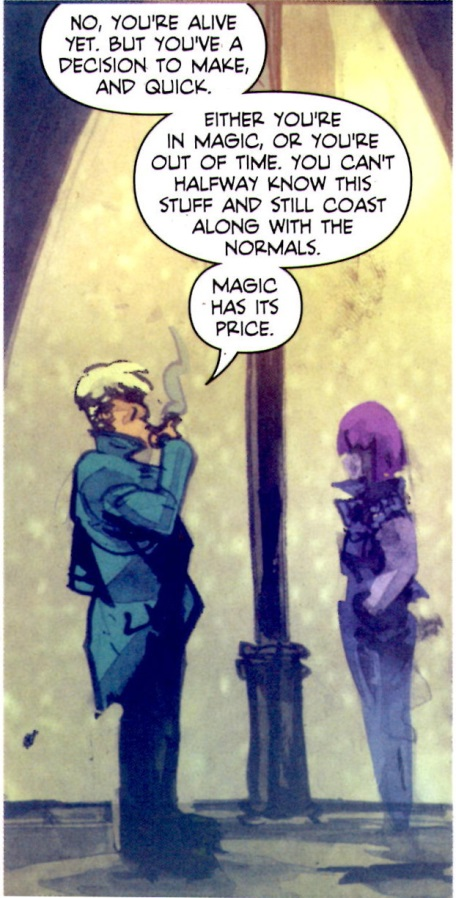 NO, YOU'RE ALIVE
YET. BUT YOU'VE A
DECISION TO MAKE,
AND QUICK.
EITHER YOU'RE
IN MAGIC, OR YOU'RE
OUT OF TIME. YOU CAN'T
HALFWAY KNOW THIS
STUFF AND STILL COAST
ALONG WITH THE
NORMALS.
MAGIC
HAS ITS
PRICE.